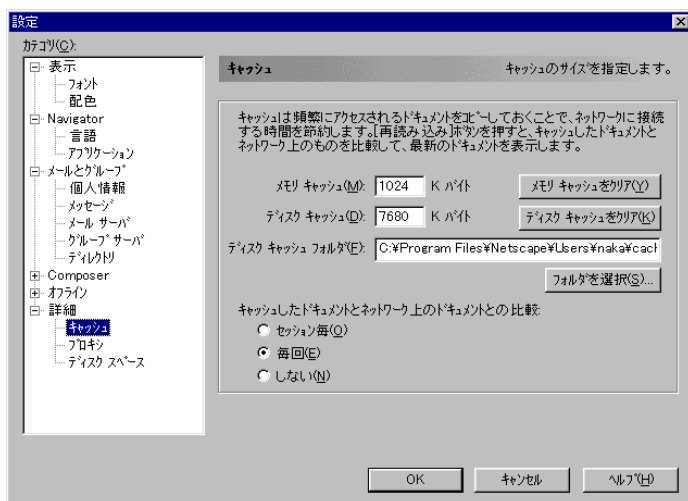 設定
カテゴリ(C):
表示
フォント
配色
Navigator
言語
アプリケーション
メールとグループ
個人情報
メッセージ
メール サーバ
グループ サーバ
ディレクトリ
Composer
オフライン
詳細
キャッシュ
プロキシ
ディスク スペース
キャッシュ キャッシュのサイズを指定します。
キャッシュは頻繁にアクセスされるドキュメントをコピーしておくことで、ネットワークに接続
する時間を節約します。[再読み込み]ボタンを押すと、キャッシュしたドキュメントと
ネットワーク上のものを比較して、最新のドキュメントを表示します。
メモリ キャッシュ(M): 1024 K バイト メモリ キャッシュをクリア(Y)
ディスク キャッシュ(D): 7680 K バイト ディスク キャッシュをクリア(K)
ディスク キャッシュ フォルダ(F): C:¥Program Files¥Netscape¥Users¥naka¥cach
フォルダを選択(S)...
キャッシュしたドキュメントとネットワーク上のドキュメントとの比較:
セッション毎(O)
毎回(E)
しない(N)
OK キャンセル ヘルプ(H)